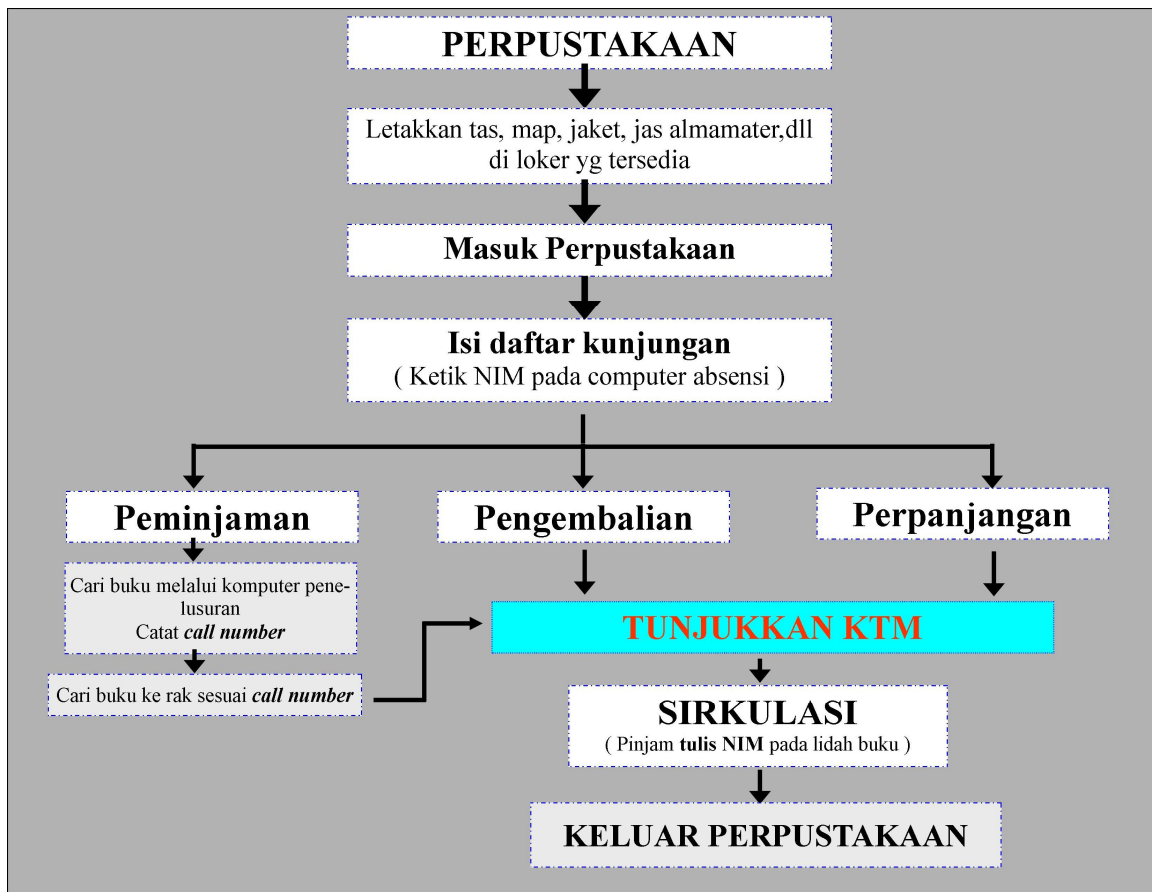 PERPUSTAKAAN
Letakkan tas, map, jaket, jas almamater,dll
di loker yg tersedia
Masuk Perpustakaan
Isi daftar kunjungan
( Ketik NIM pada computer absensi )
Peminjaman
Pengembalian
Perpanjangan
Cari buku melalui komputer pene-
lusuran
Catat call number
Cari buku ke rak sesuai call number
TUNJUKKAN KTM
SIRKULASI
( Pinjam tulis NIM pada lidah buku )
KELUAR PERPUSTAKAAN